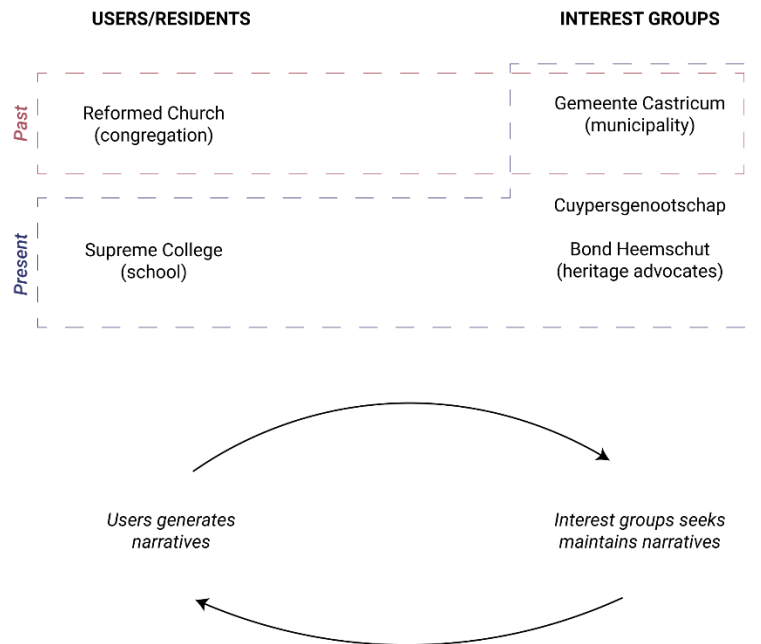 USERS/RESIDENTS
INTEREST GROUPS
Past
Reformed Church
(congregation)
Gemeente Castricum
(municipality)
Present
Supreme College
(school)
Cuypersgenootschap
Bond Heemschut
(heritage advocates)
Users generates
narratives
Interest groups seeks
maintains narratives